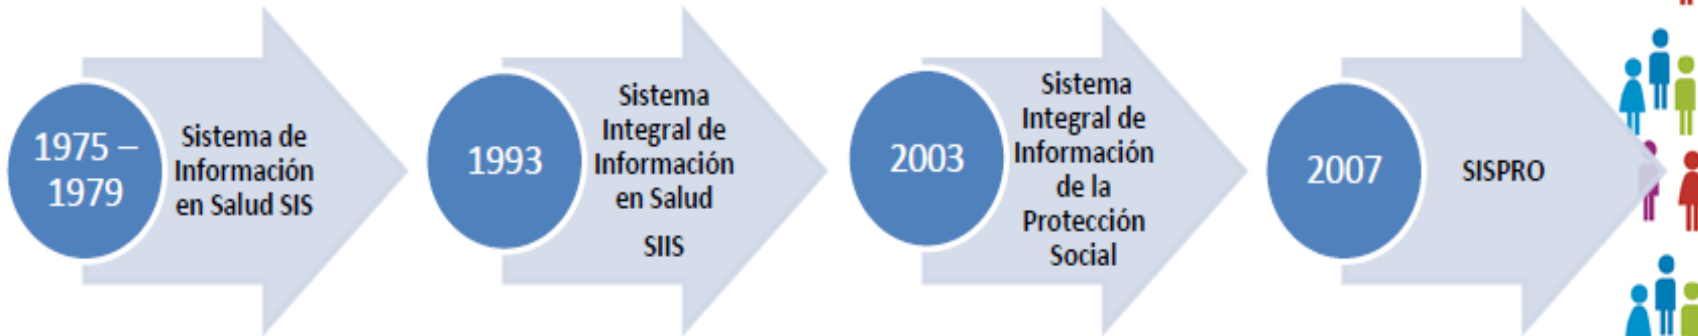 1975 –
1979
Sistema de
Información
en Salud SIS
1993
Sistema
Integral de
Información
en Salud
SIIS
2003
Sistema
Integral de
Información
de la
Protección
Social
2007
SISPRO